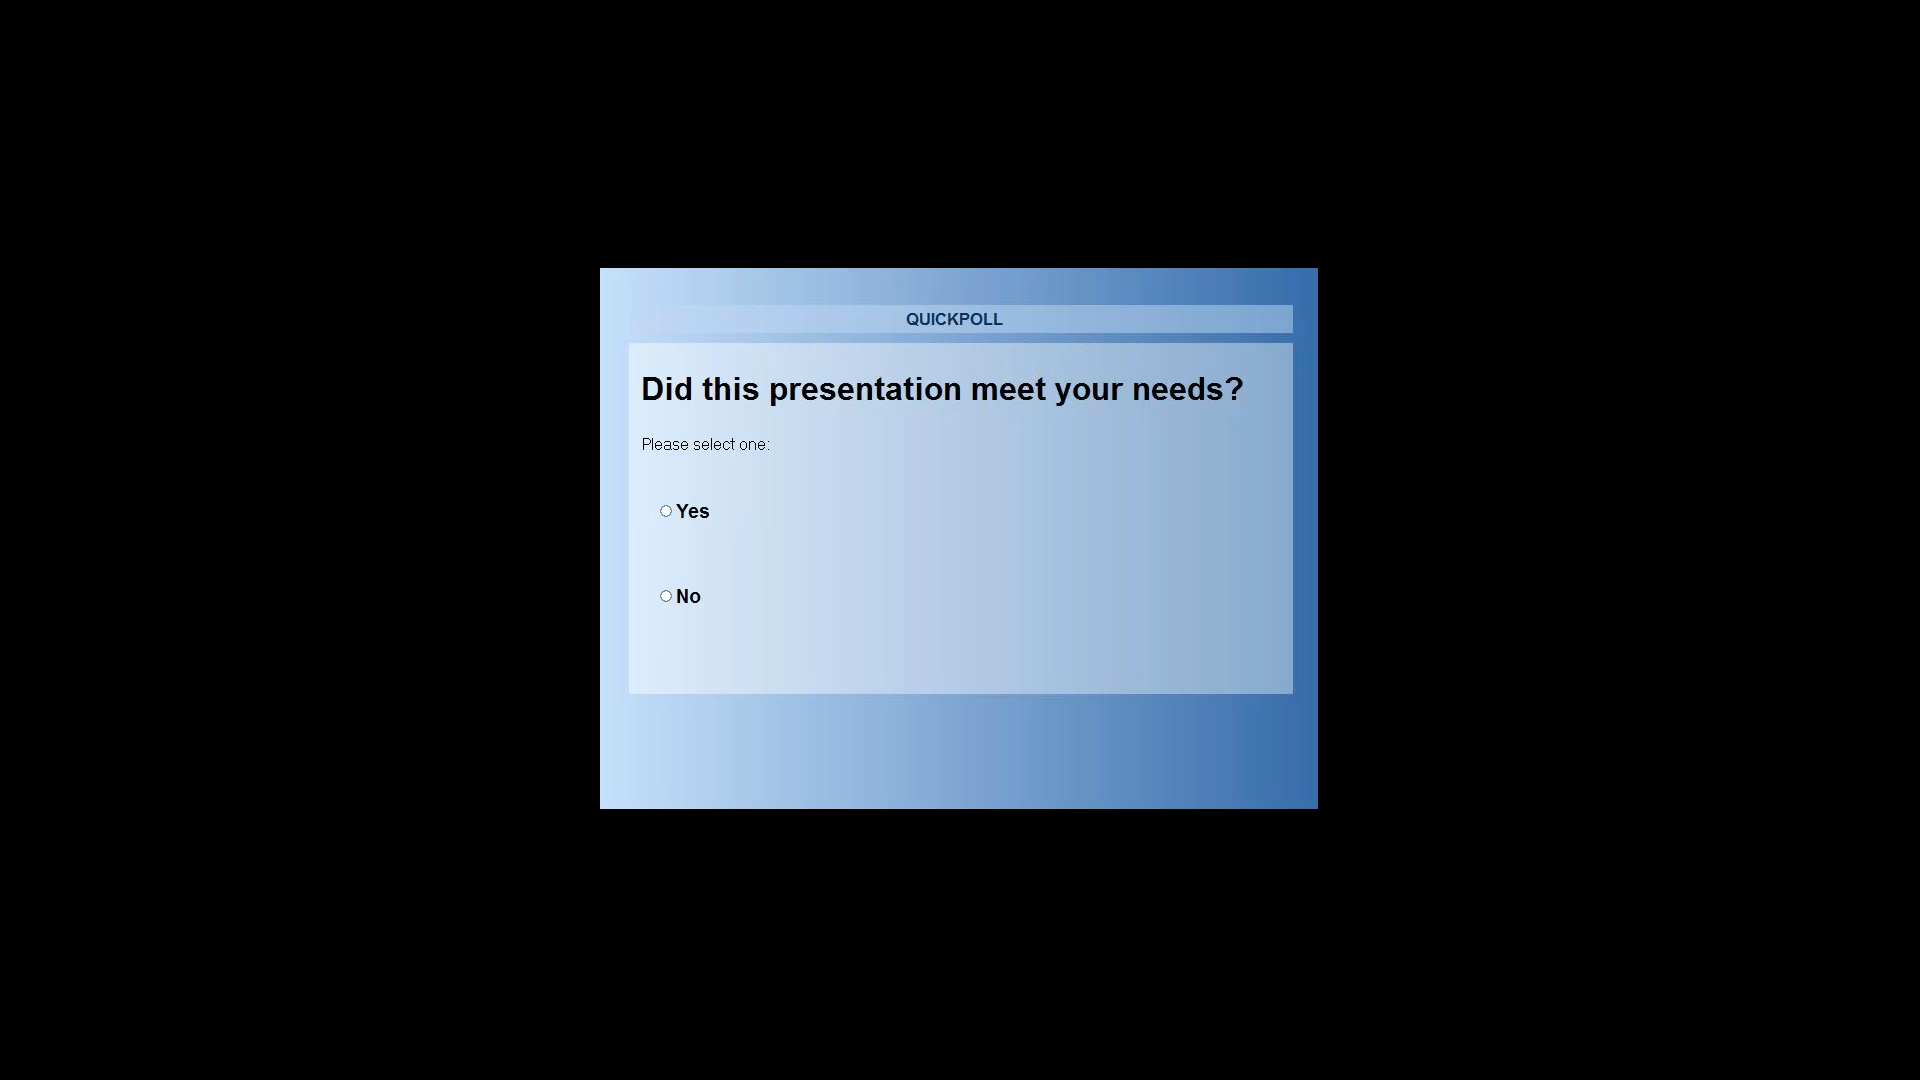 QUICKPOLL
Did this presentation meet your needs?
Please select one:
Yes
No